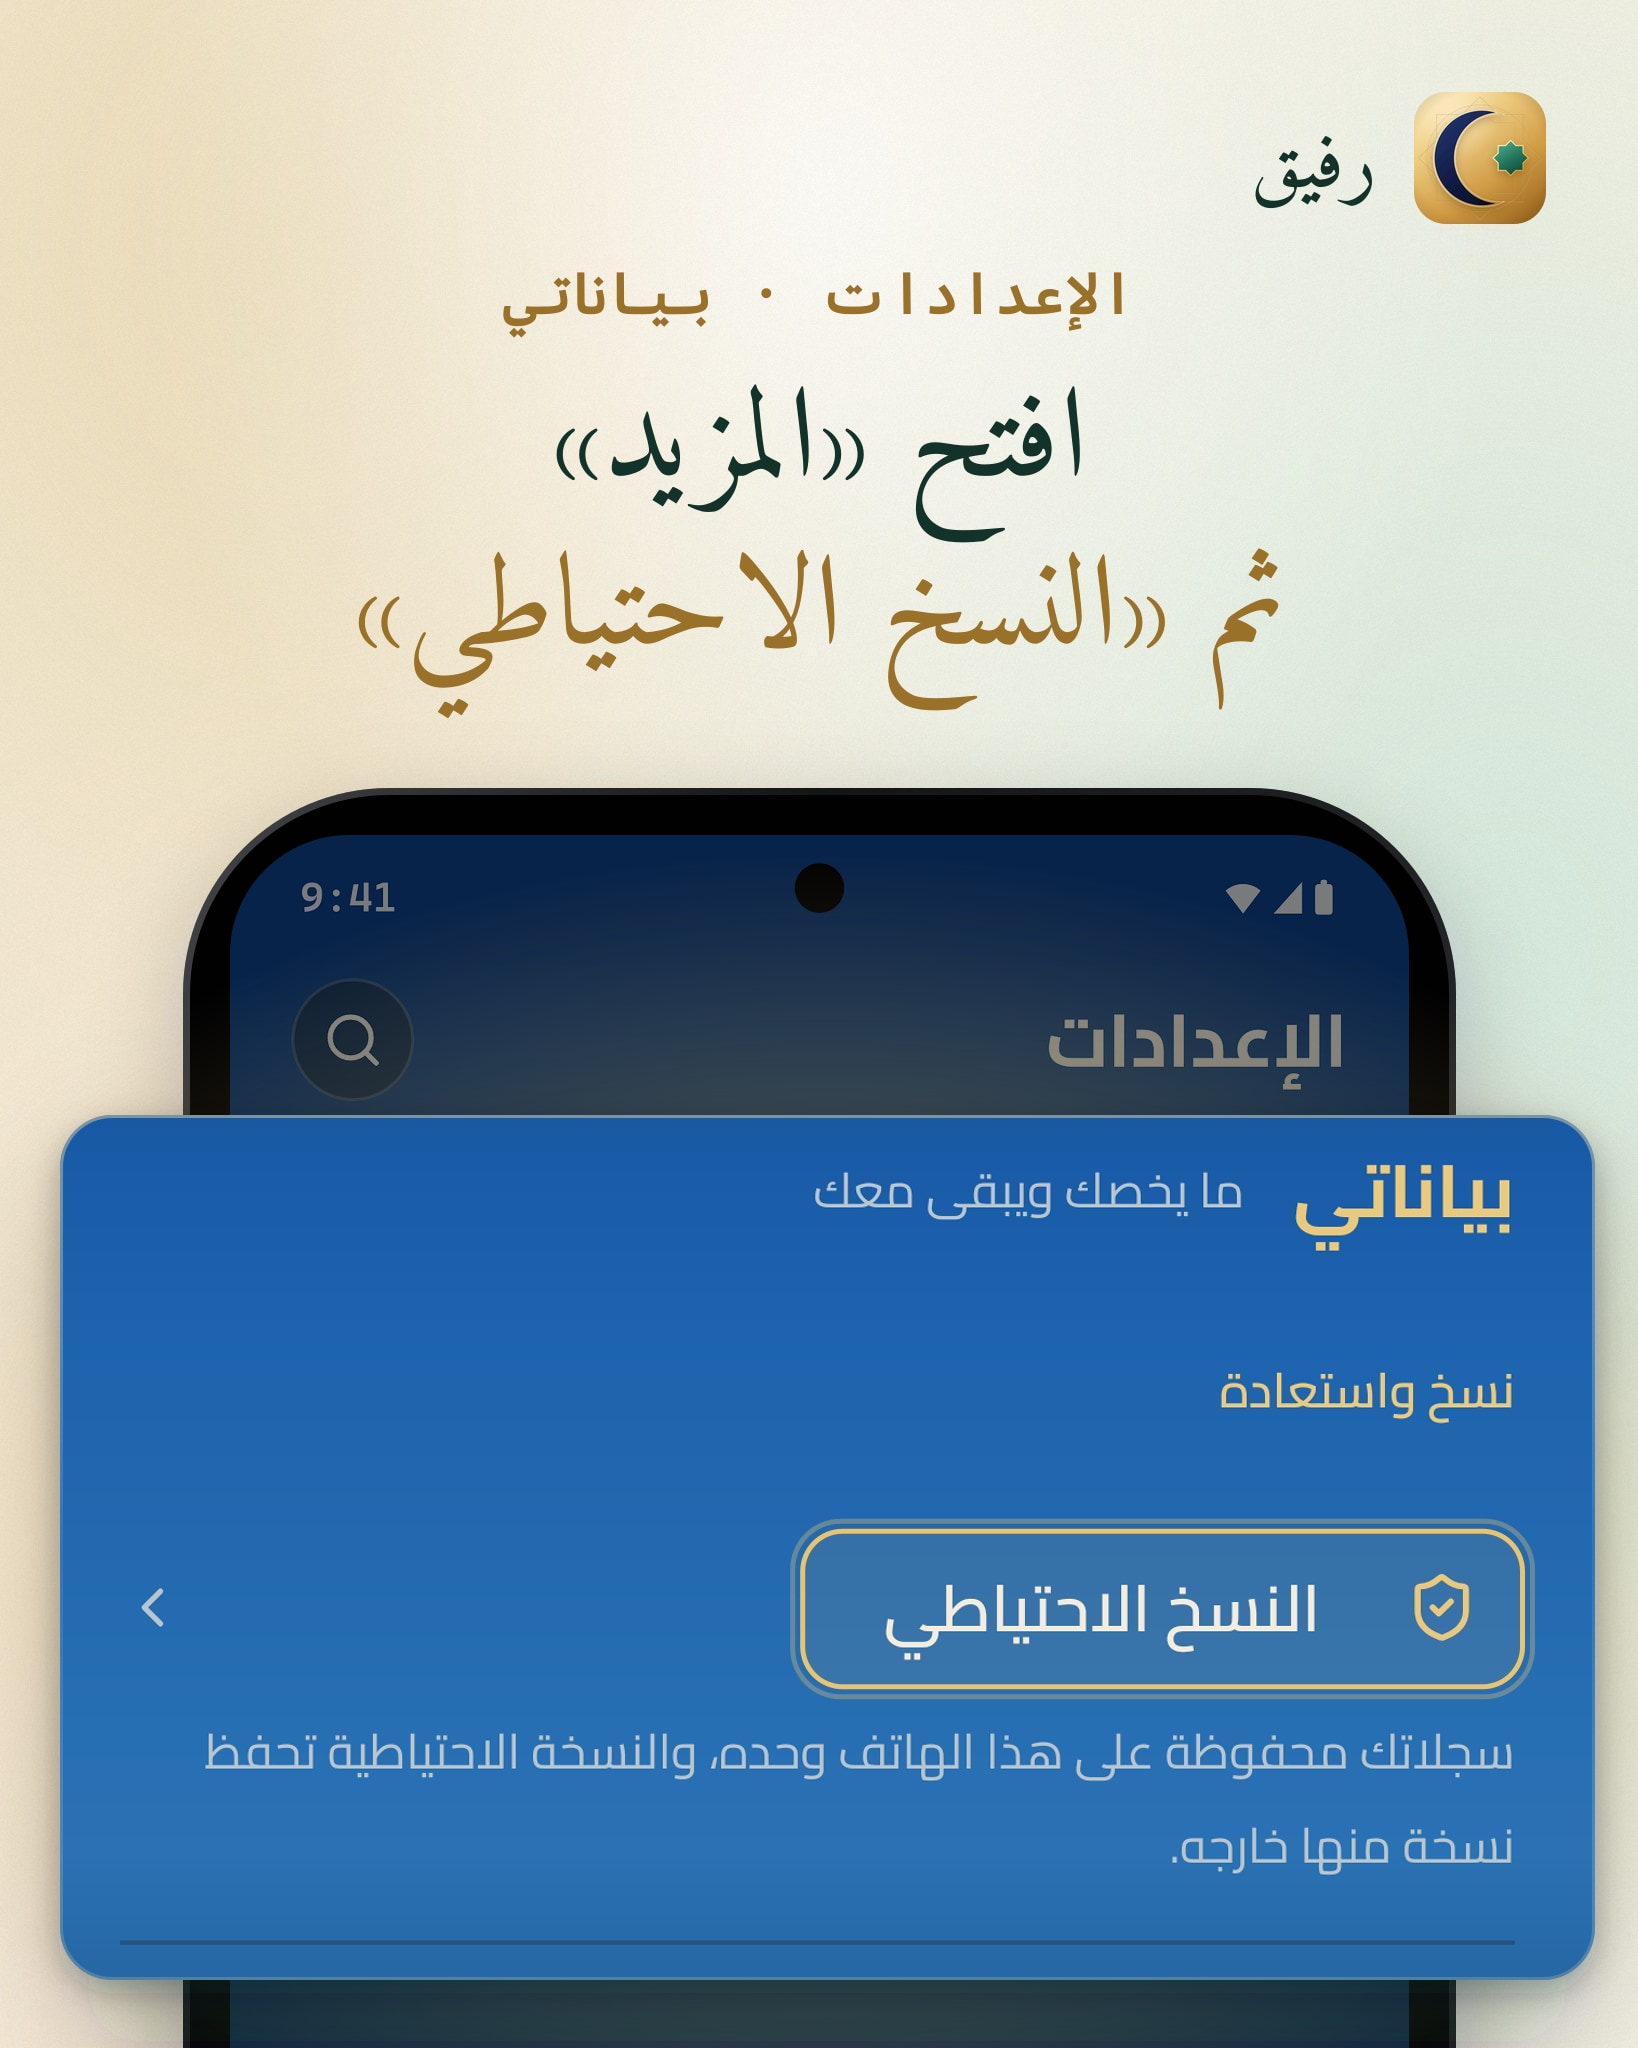 رفيق
الإعدادات · بياناتي
افتح «المزيد»
ثم «النسخ الاحتياطي»
9:41
الإعدادات
بياناتي ما يخصك ويبقى معك
نسخ واستعادة
النسخ الاحتياطي
سجلاتك محفوظة على هذا الهاتف وحده، والنسخة الاحتياطية تحفظ
نسخة منها خارجه.